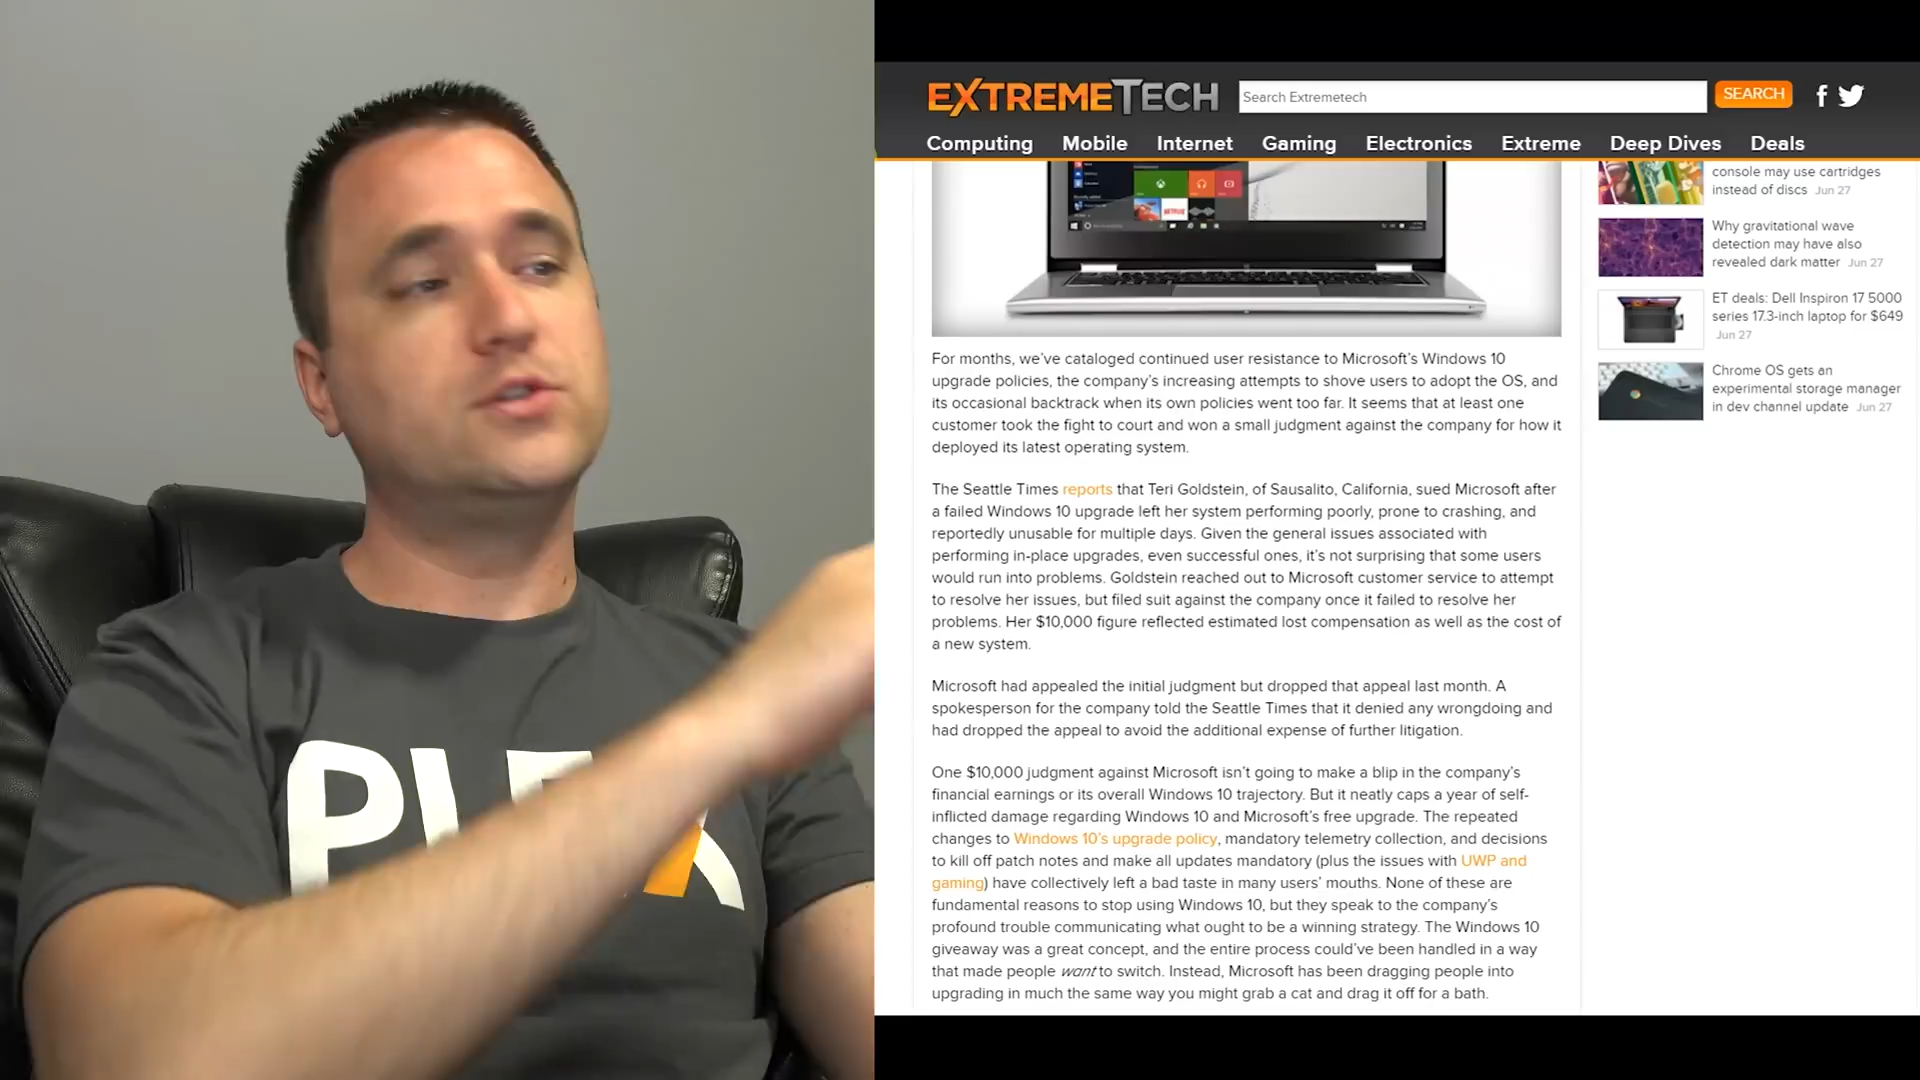 EXTREMETECH
Search Extremetech
SEARCH
Computing Mobile Internet Gaming Electronics Extreme Deep Dives Deals
For months, we've cataloged continued user resistance to Microsoft's Windows 10
upgrade policies, the company's increasing attempts to shove users to adopt the OS, and
its occasional backtrack when its own policies went too far. It seems that at least one
customer took the fight to court and won a small judgment against the company for how it
deployed its latest operating system.
The Seattle Times reports that Teri Goldstein, of Sausalito, California, sued Microsoft after
a failed Windows 10 upgrade left her system performing poorly, prone to crashing, and
reportedly unusable for multiple days. Given the general issues associated with
performing in-place upgrades, even successful ones, it's not surprising that some users
would run into problems. Goldstein reached out to Microsoft customer service to attempt
to resolve her issues, but filed suit against the company once it failed to resolve her
problems. Her $10,000 figure reflected estimated lost compensation as well as the cost of
a new system.
Microsoft had appealed the initial judgment but dropped that appeal last month. A
spokesperson for the company told the Seattle Times that it denied any wrongdoing and
had dropped the appeal to avoid the additional expense of further litigation.
One $10,000 judgment against Microsoft isn't going to make a blip in the company's
financial earnings or its overall Windows 10 trajectory. But it neatly caps a year of self-
inflicted damage regarding Windows 10 and Microsoft's free upgrade. The repeated
changes to Windows 10's upgrade policy, mandatory telemetry collection, and decisions
to kill off patch notes and make all updates mandatory (plus the issues with UWP and
gaming) have collectively left a bad taste in many users' mouths. None of these are
fundamental reasons to stop using Windows 10, but they speak to the company's
profound trouble communicating what ought to be a winning strategy. The Windows 10
giveaway was a great concept, and the entire process could've been handled in a way
that made people want to switch. Instead, Microsoft has been dragging people into
upgrading in much the same way you might grab a cat and drag it off for a bath.
console may use cartridges
instead of discs Jun 27
Why gravitational wave
detection may have also
revealed dark matter Jun 27
ET deals: Dell Inspiron 17 5000
series 17.3-inch laptop for $649
Jun 27
Chrome OS gets an
experimental storage manager
in dev channel update Jun 27